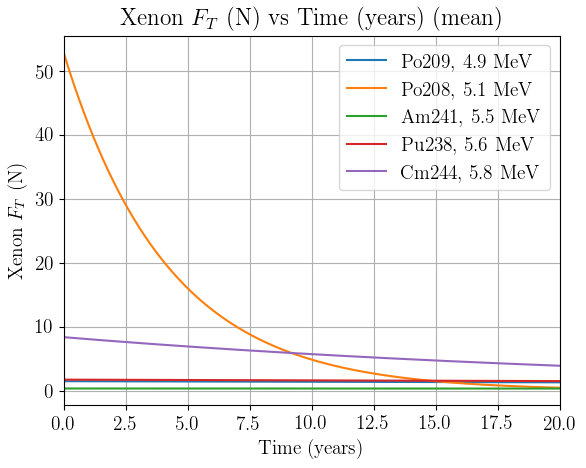 Xenon F_T (N) vs Time (years) (mean)
Po209, 4.9 MeV
Po208, 5.1 MeV
Am241, 5.5 MeV
Pu238, 5.6 MeV
Cm244, 5.8 MeV
Xenon F_T (N)
50
40
30
20
10
0
0.0 2.5 5.0 7.5 10.0 12.5 15.0 17.5 20.0
Time (years)